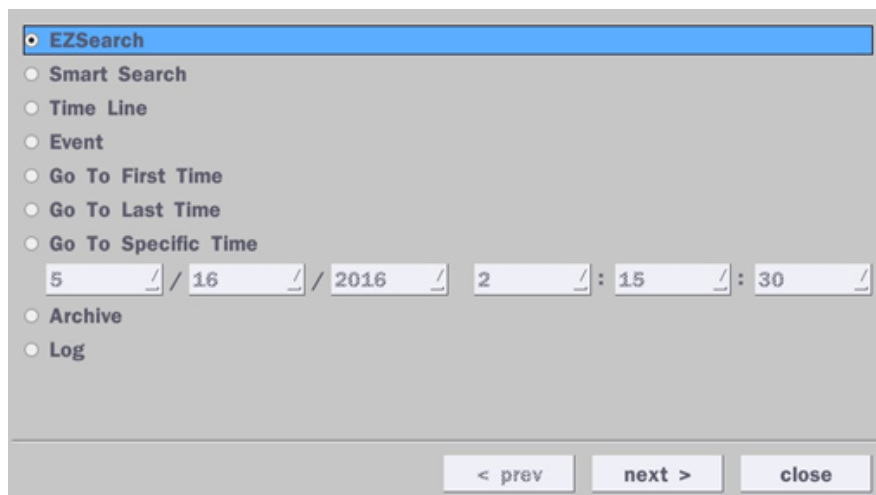 EZSearch
Smart Search
Time Line
Event
Go To First Time
Go To Last Time
Go To Specific Time
5 / 16 / 2016 2 : 15 : 30
Archive
Log
< prev next > close